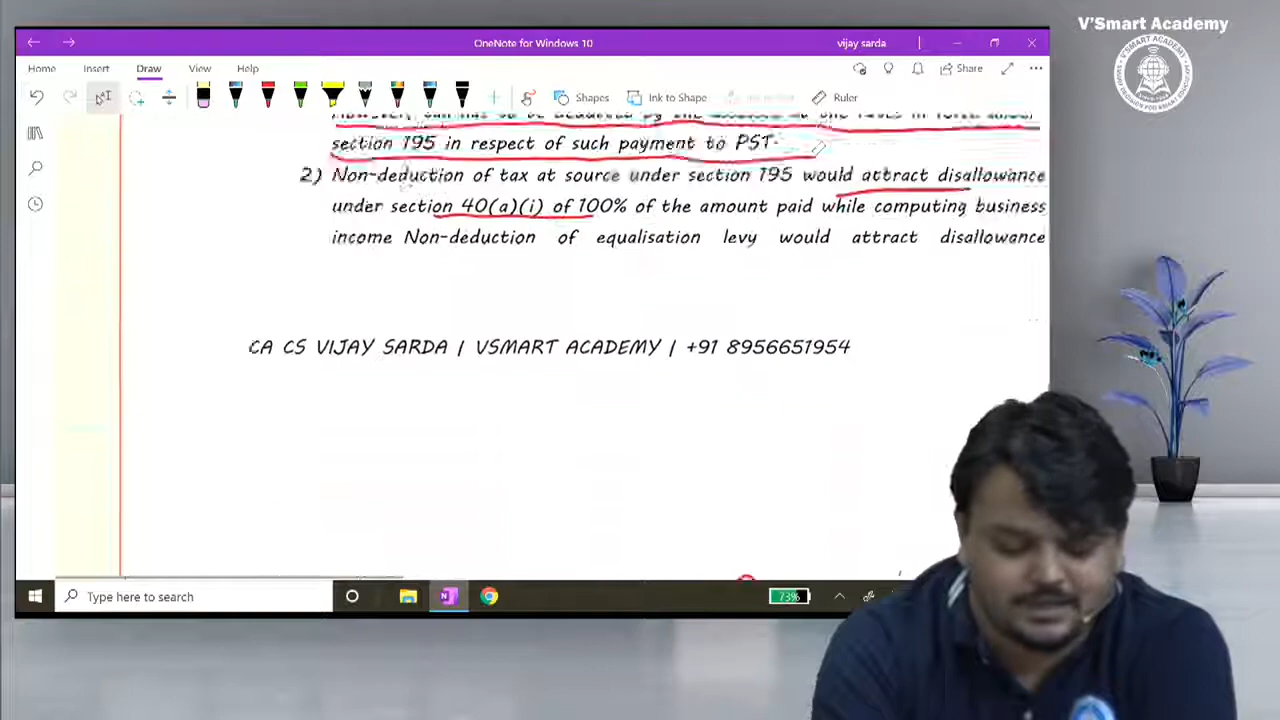 V'Smart Academy
OneNote for Windows 10
vijay sarda
Home Insert Draw View Help
Share
Shapes Ink to Shape Ruler
section 195 in respect of such payment to PST.
2) Non-deduction of tax at source under section 195 would attract disallowance
under section 40(a)(i) of 100% of the amount paid while computing business
income Non-deduction of equalisation levy would attract disallowance
CA CS VIJAY SARDA | VSMART ACADEMY | +91 8956651954
Type here to search
73%